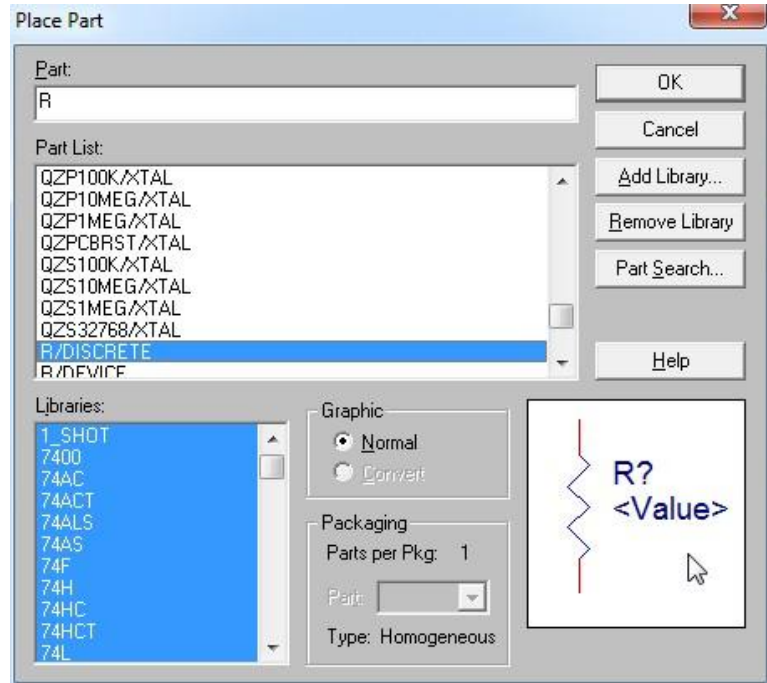 Place Part
Part:
R
OK
Cancel
Part List:
QZP100K/XTAL
QZP10MEG/XTAL
QZP1MEG/XTAL
QZPCBRST/XTAL
QZS100K/XTAL
QZS10MEG/XTAL
QZS1MEG/XTAL
QZS32768/XTAL
R/DISCRETE
R/DEVICE
Add Library...
Remove Library
Part Search...
Help
Libraries:
1_SHOT
7400
74AC
74ACT
74ALS
74AS
74F
74H
74HC
74HCT
74L
Graphic
Normal
Convert
Packaging
Parts per Pkg: 1
Part:
Type: Homogeneous
R?
<Value>